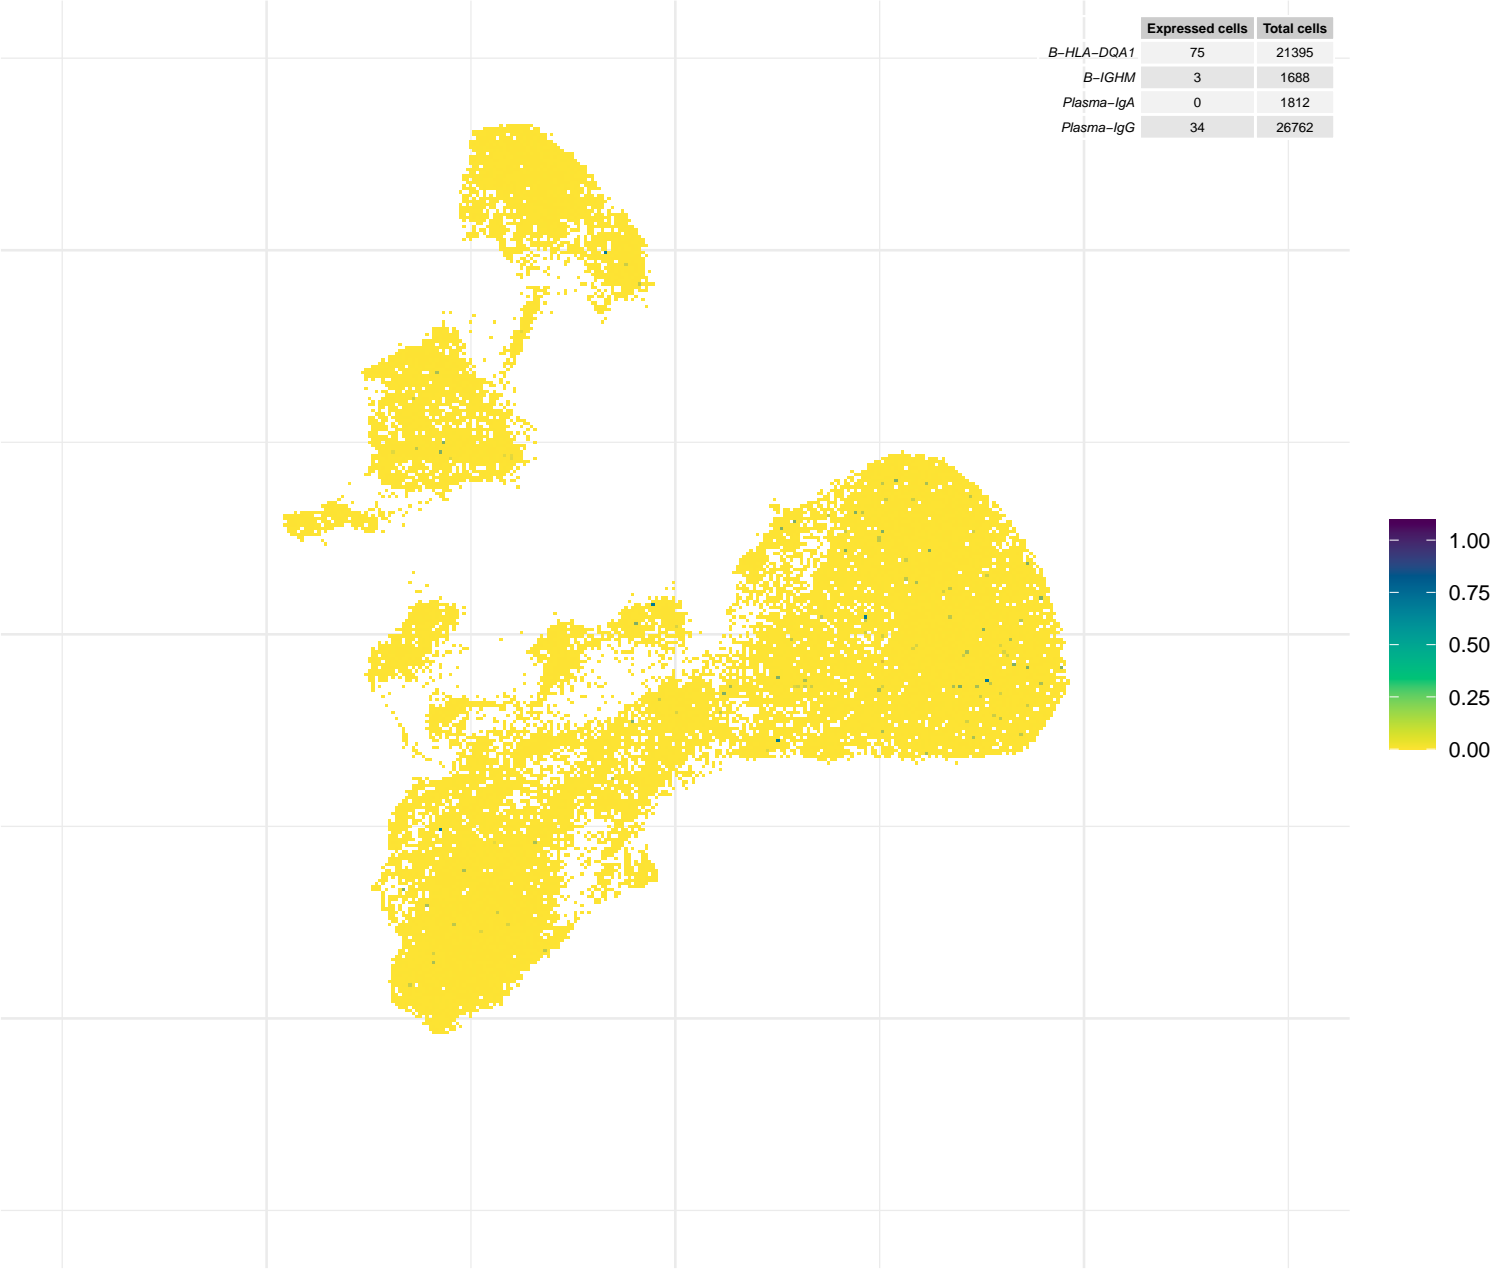 Expressed cells Total cells
B−HLA−DQA1 75 21395
B−IGHM 3 1688
Plasma−IgA 0 1812
Plasma−IgG 34 26762
1.00
0.75
0.50
0.25
0.00